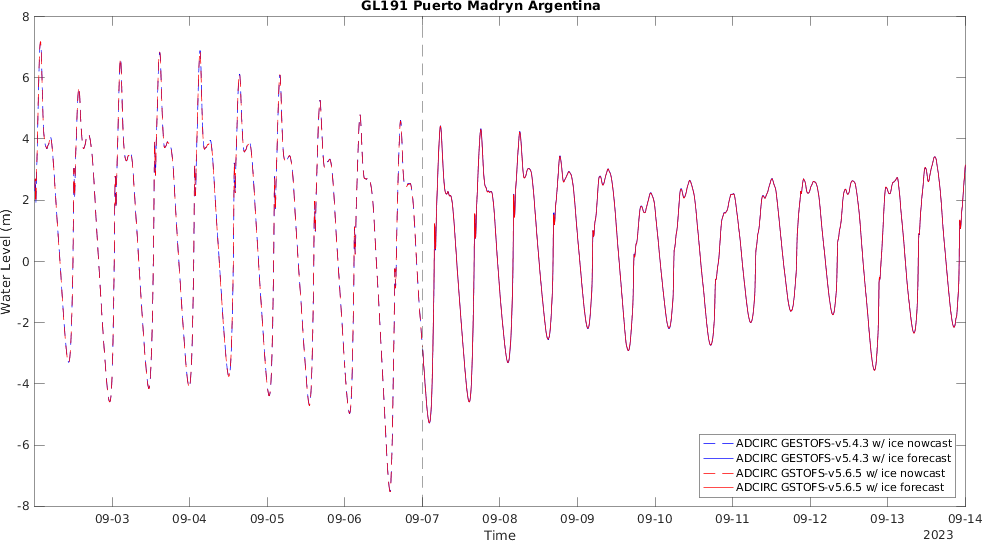 GL191 Puerto Madryn Argentina
8
6
4
2
0
-2
-4
-6
-8
Water Level (m)
09-03 09-04 09-05 09-06 09-07 09-08 09-09 09-10 09-11 09-12 09-13 09-14
Time
2023
ADCIRC GESTOFS-v5.4.3 w/ ice nowcast
ADCIRC GESTOFS-v5.4.3 w/ ice forecast
ADCIRC GSTOFS-v5.6.5 w/ ice nowcast
ADCIRC GSTOFS-v5.6.5 w/ ice forecast